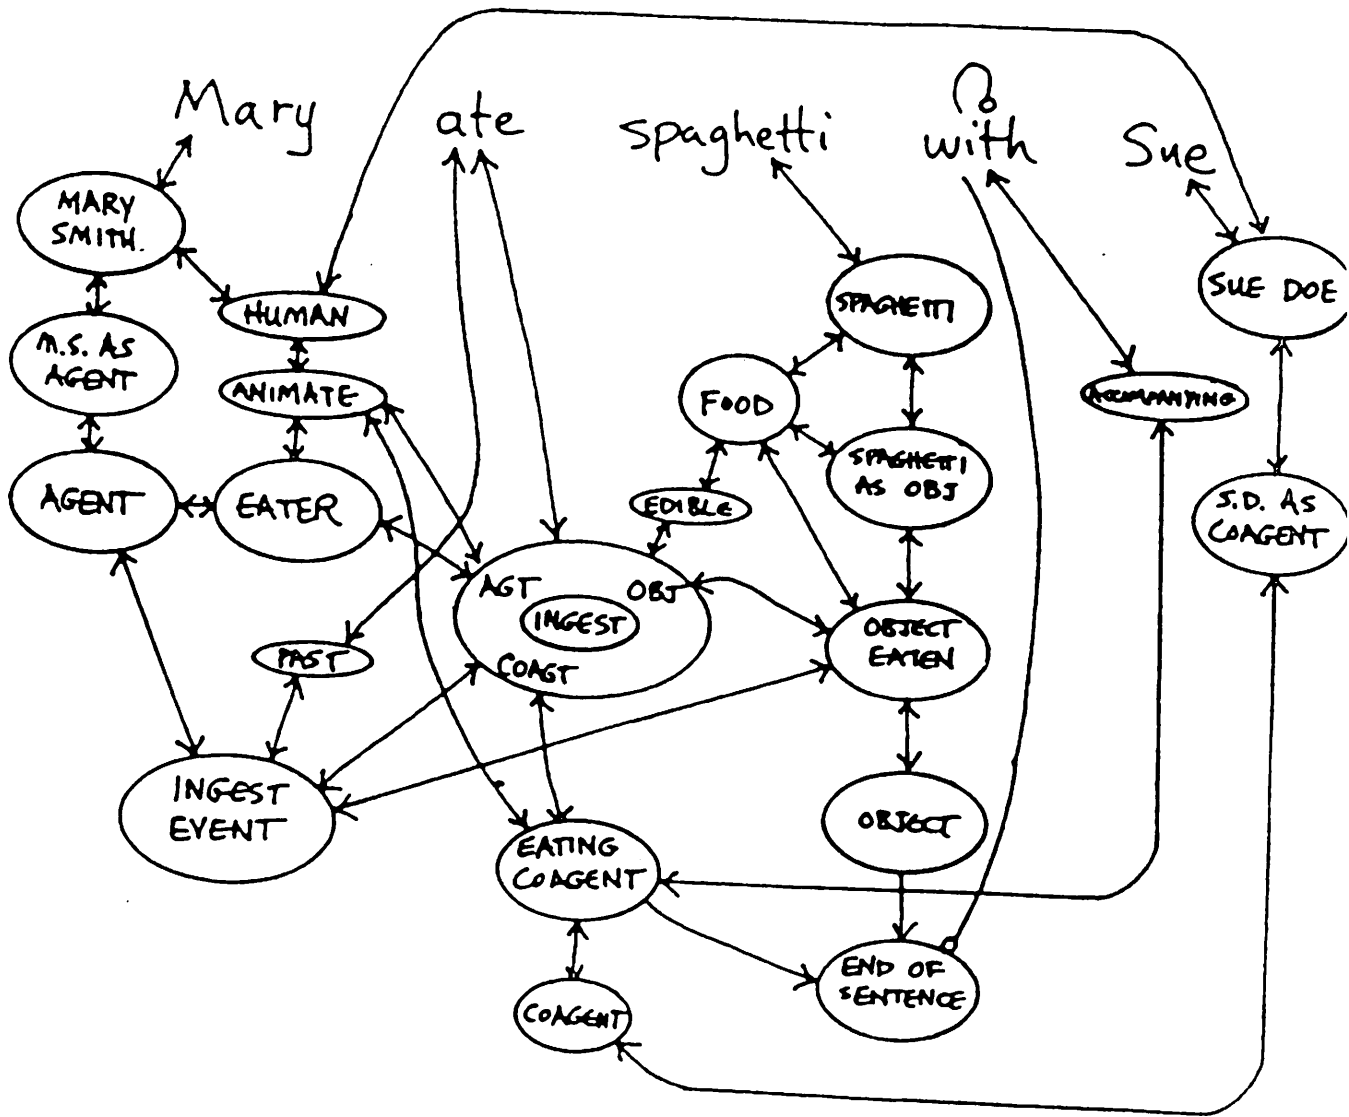 Mary
ate
spaghetti
with
Sue
MARY
SMITH.
HUMAN
M.S. AS
AGENT
ANIMATE
AGENT
EATER
PAST
INGEST
EVENT
AGT
OBJ
INGEST
COAGT
EDIBLE
FOOD
SPAGHETTI
SPAGHETTI
AS OBJ
OBJECT
EATEN
OBJECT
EATING
COAGENT
COAGENT
END OF
SENTENCE
ACCOMPANYING
SUE DOE
S.D. AS
COAGENT